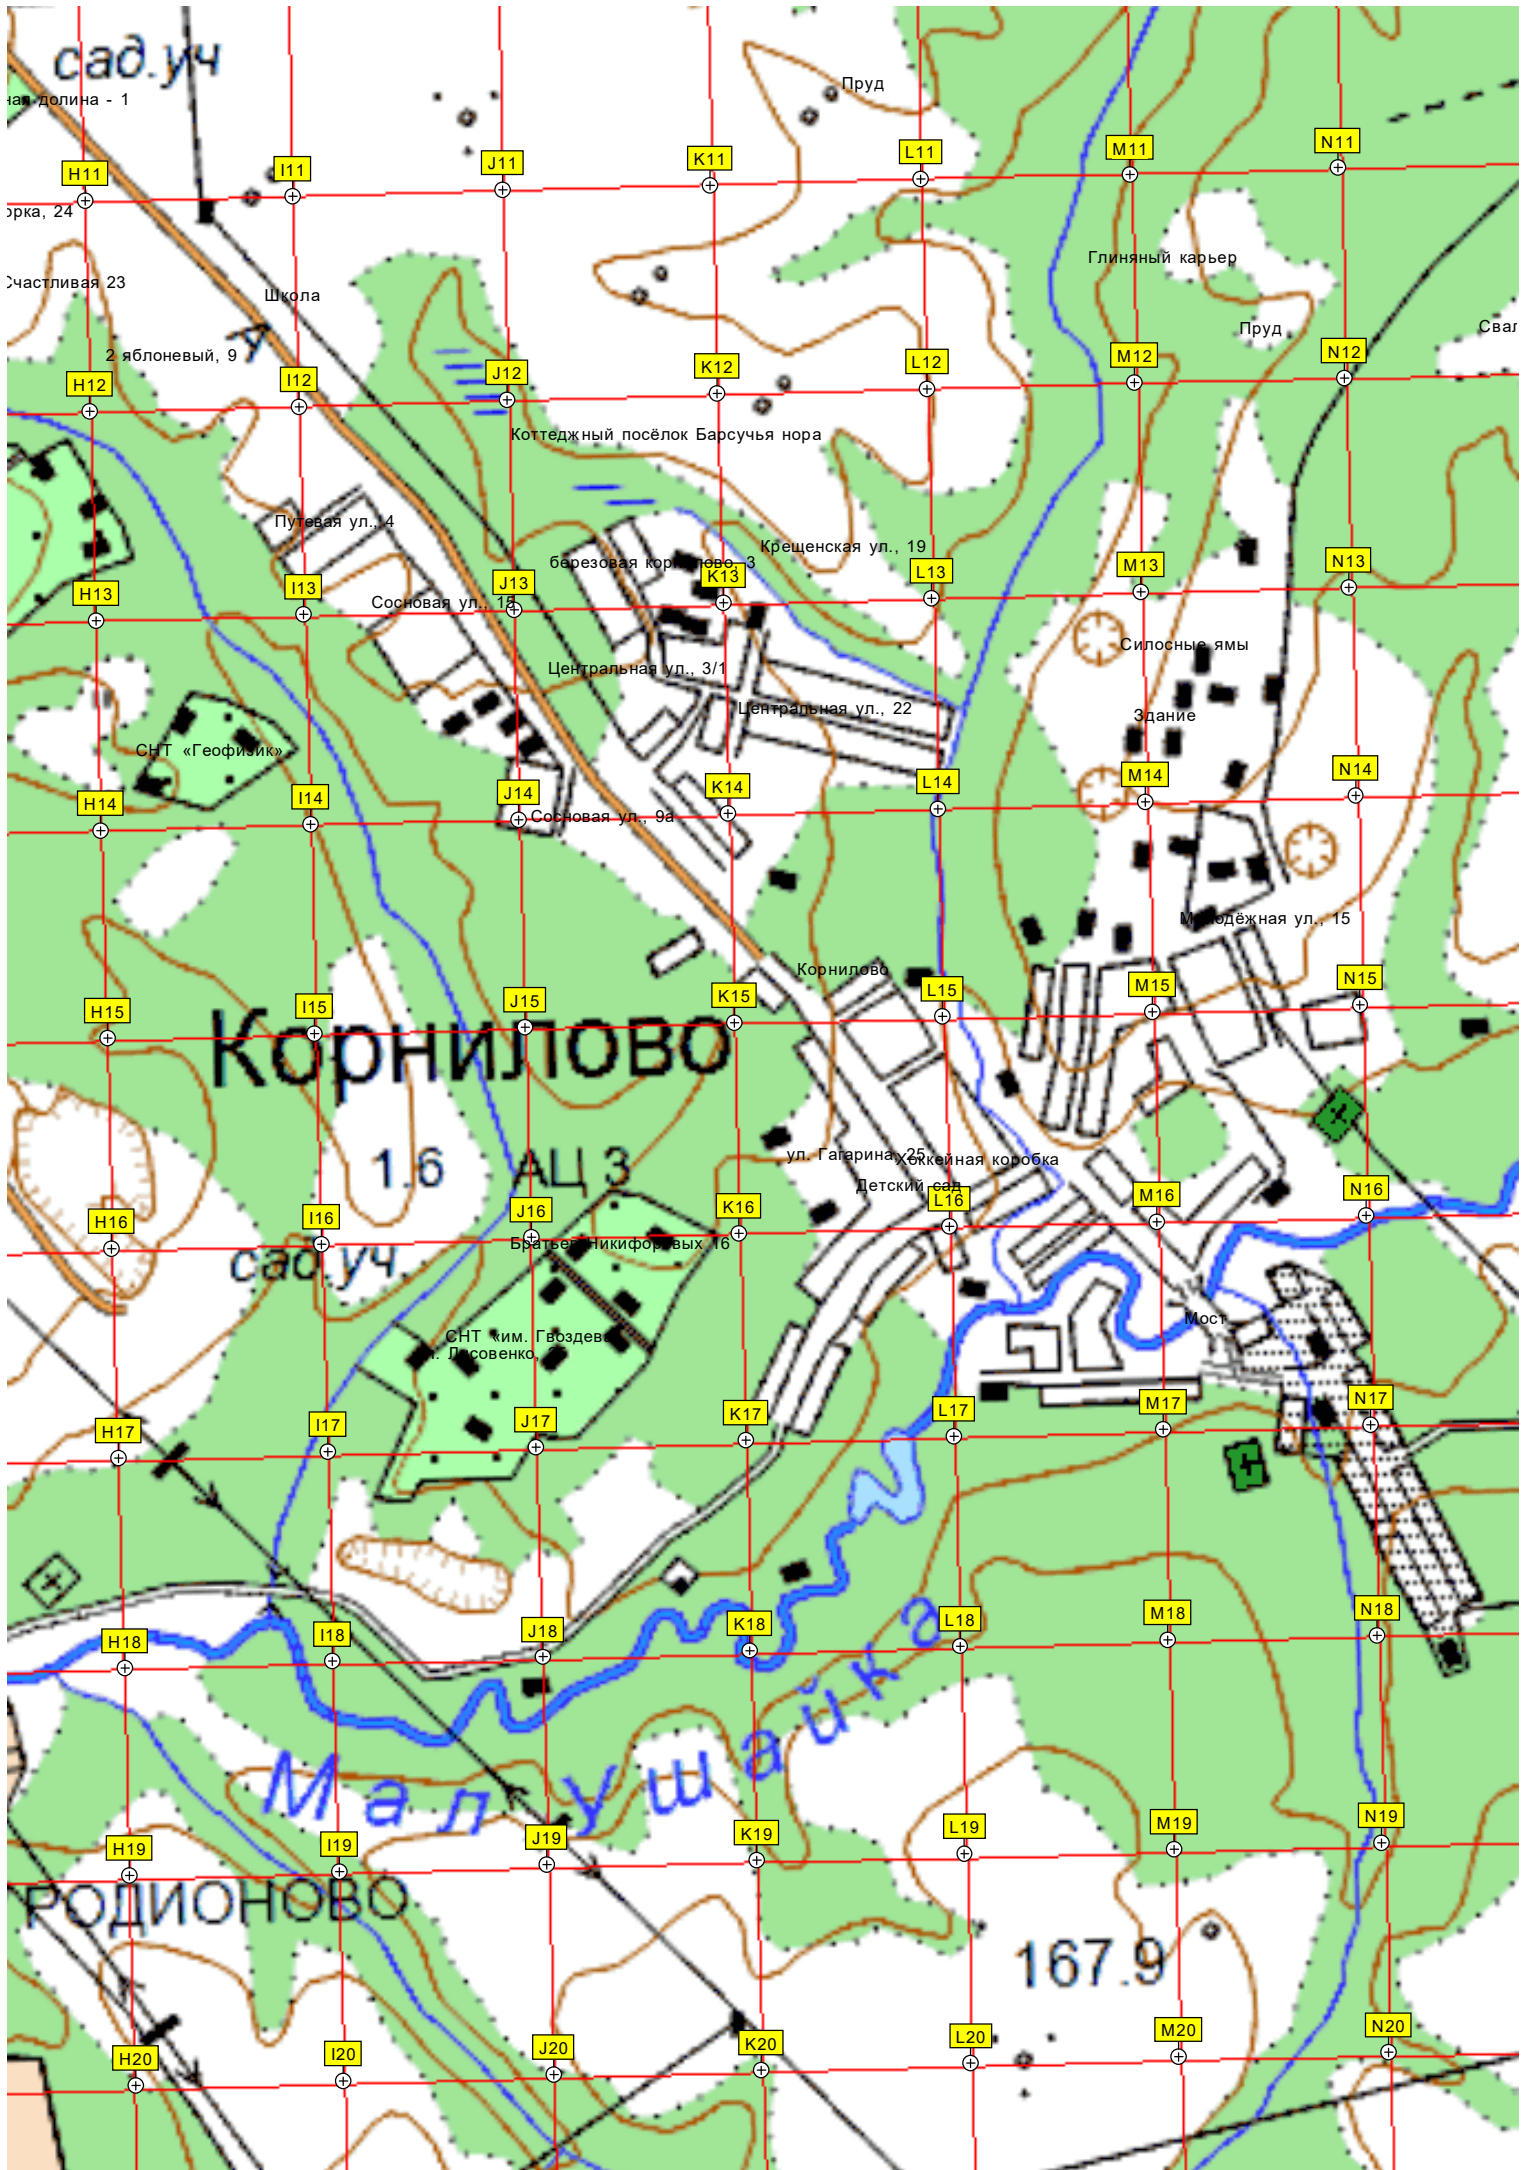 сад.уч
ная долина - 1
Пруд
H11
I11
J11
K11
L11
M11
N11
орка, 24
Счастливая 23
Школа
Глиняный карьер
Пруд
Свал
2 яблоневый, 9
А
H12
I12
J12
K12
L12
M12
N12
Коттеджный посёлок Барсучья нора
Путевая ул., 4
Крещенская ул., 19
H13
I13
J13
K13
L13
M13
N13
Сосновая ул., 15
Силосные ямы
Центральная ул., 3/1
Центральная ул., 22
Здание
СНТ «Геофизик»
H14
I14
J14
K14
L14
M14
N14
Сосновая ул., 9а
Молодёжная ул., 15
Корнилово
H15
I15
J15
K15
L15
M15
N15
Корнилово
1.6
АЦ 3
ул. Гагарина, 25
Хоккейная коробка
Детский сад
H16
I16
J16
K16
L16
M16
N16
сад.уч
Братьев Никифоровых 16
Мост
СНТ «им. Гвоздева
H17
I17
J17
K17
L17
M17
N17
H18
I18
J18
K18
L18
M18
N18
Мал Ушайка
H19
I19
J19
K19
L19
M19
N19
РОДИОНОВО
167.9
H20
I20
J20
K20
L20
M20
N20